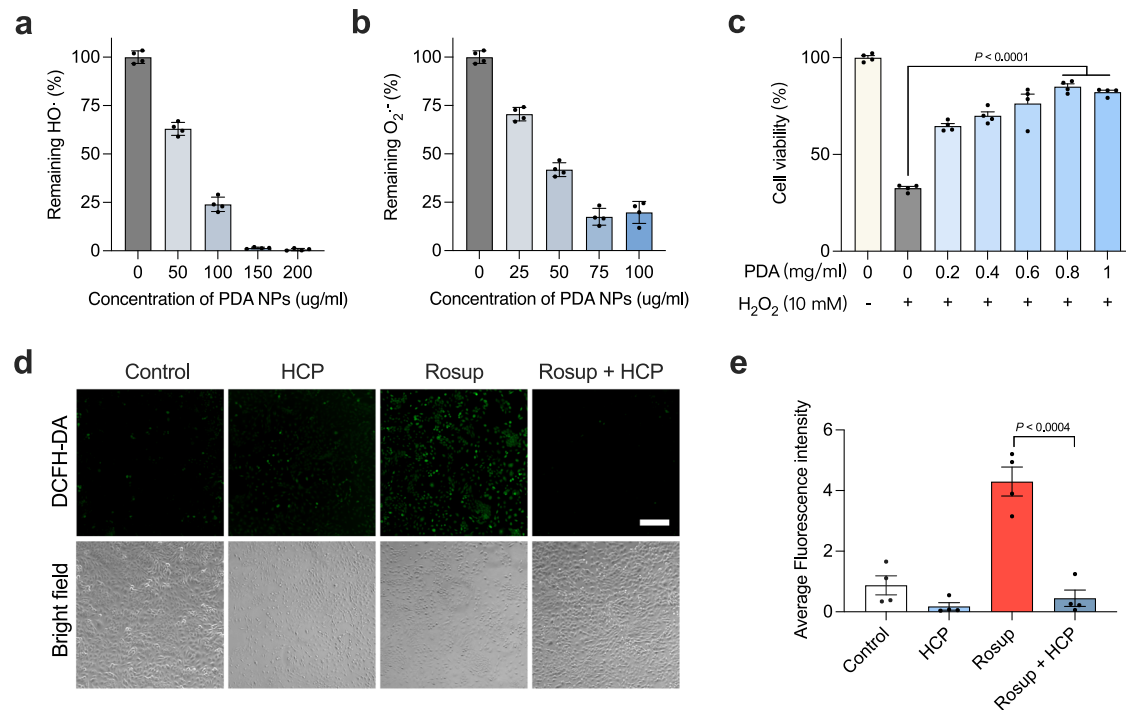 a
100
75
50
25
0
Remaining HO· (%)
0 50 100 150 200
Concentration of PDA NPs (ug/ml)
b
100
75
50
25
0
Remaining O₂·⁻ (%)
0 25 50 75 100
Concentration of PDA NPs (ug/ml)
c
P < 0.0001
100
50
0
Cell viability (%)
PDA (mg/ml) 0 0 0.2 0.4 0.6 0.8 1
H₂O₂ (10 mM) - + + + + + +
d
Control HCP Rosup Rosup + HCP
DCFH-DA
Bright field
e
P < 0.0004
6
4
2
0
Average Fluorescence intensity
Control HCP Rosup Rosup + HCP